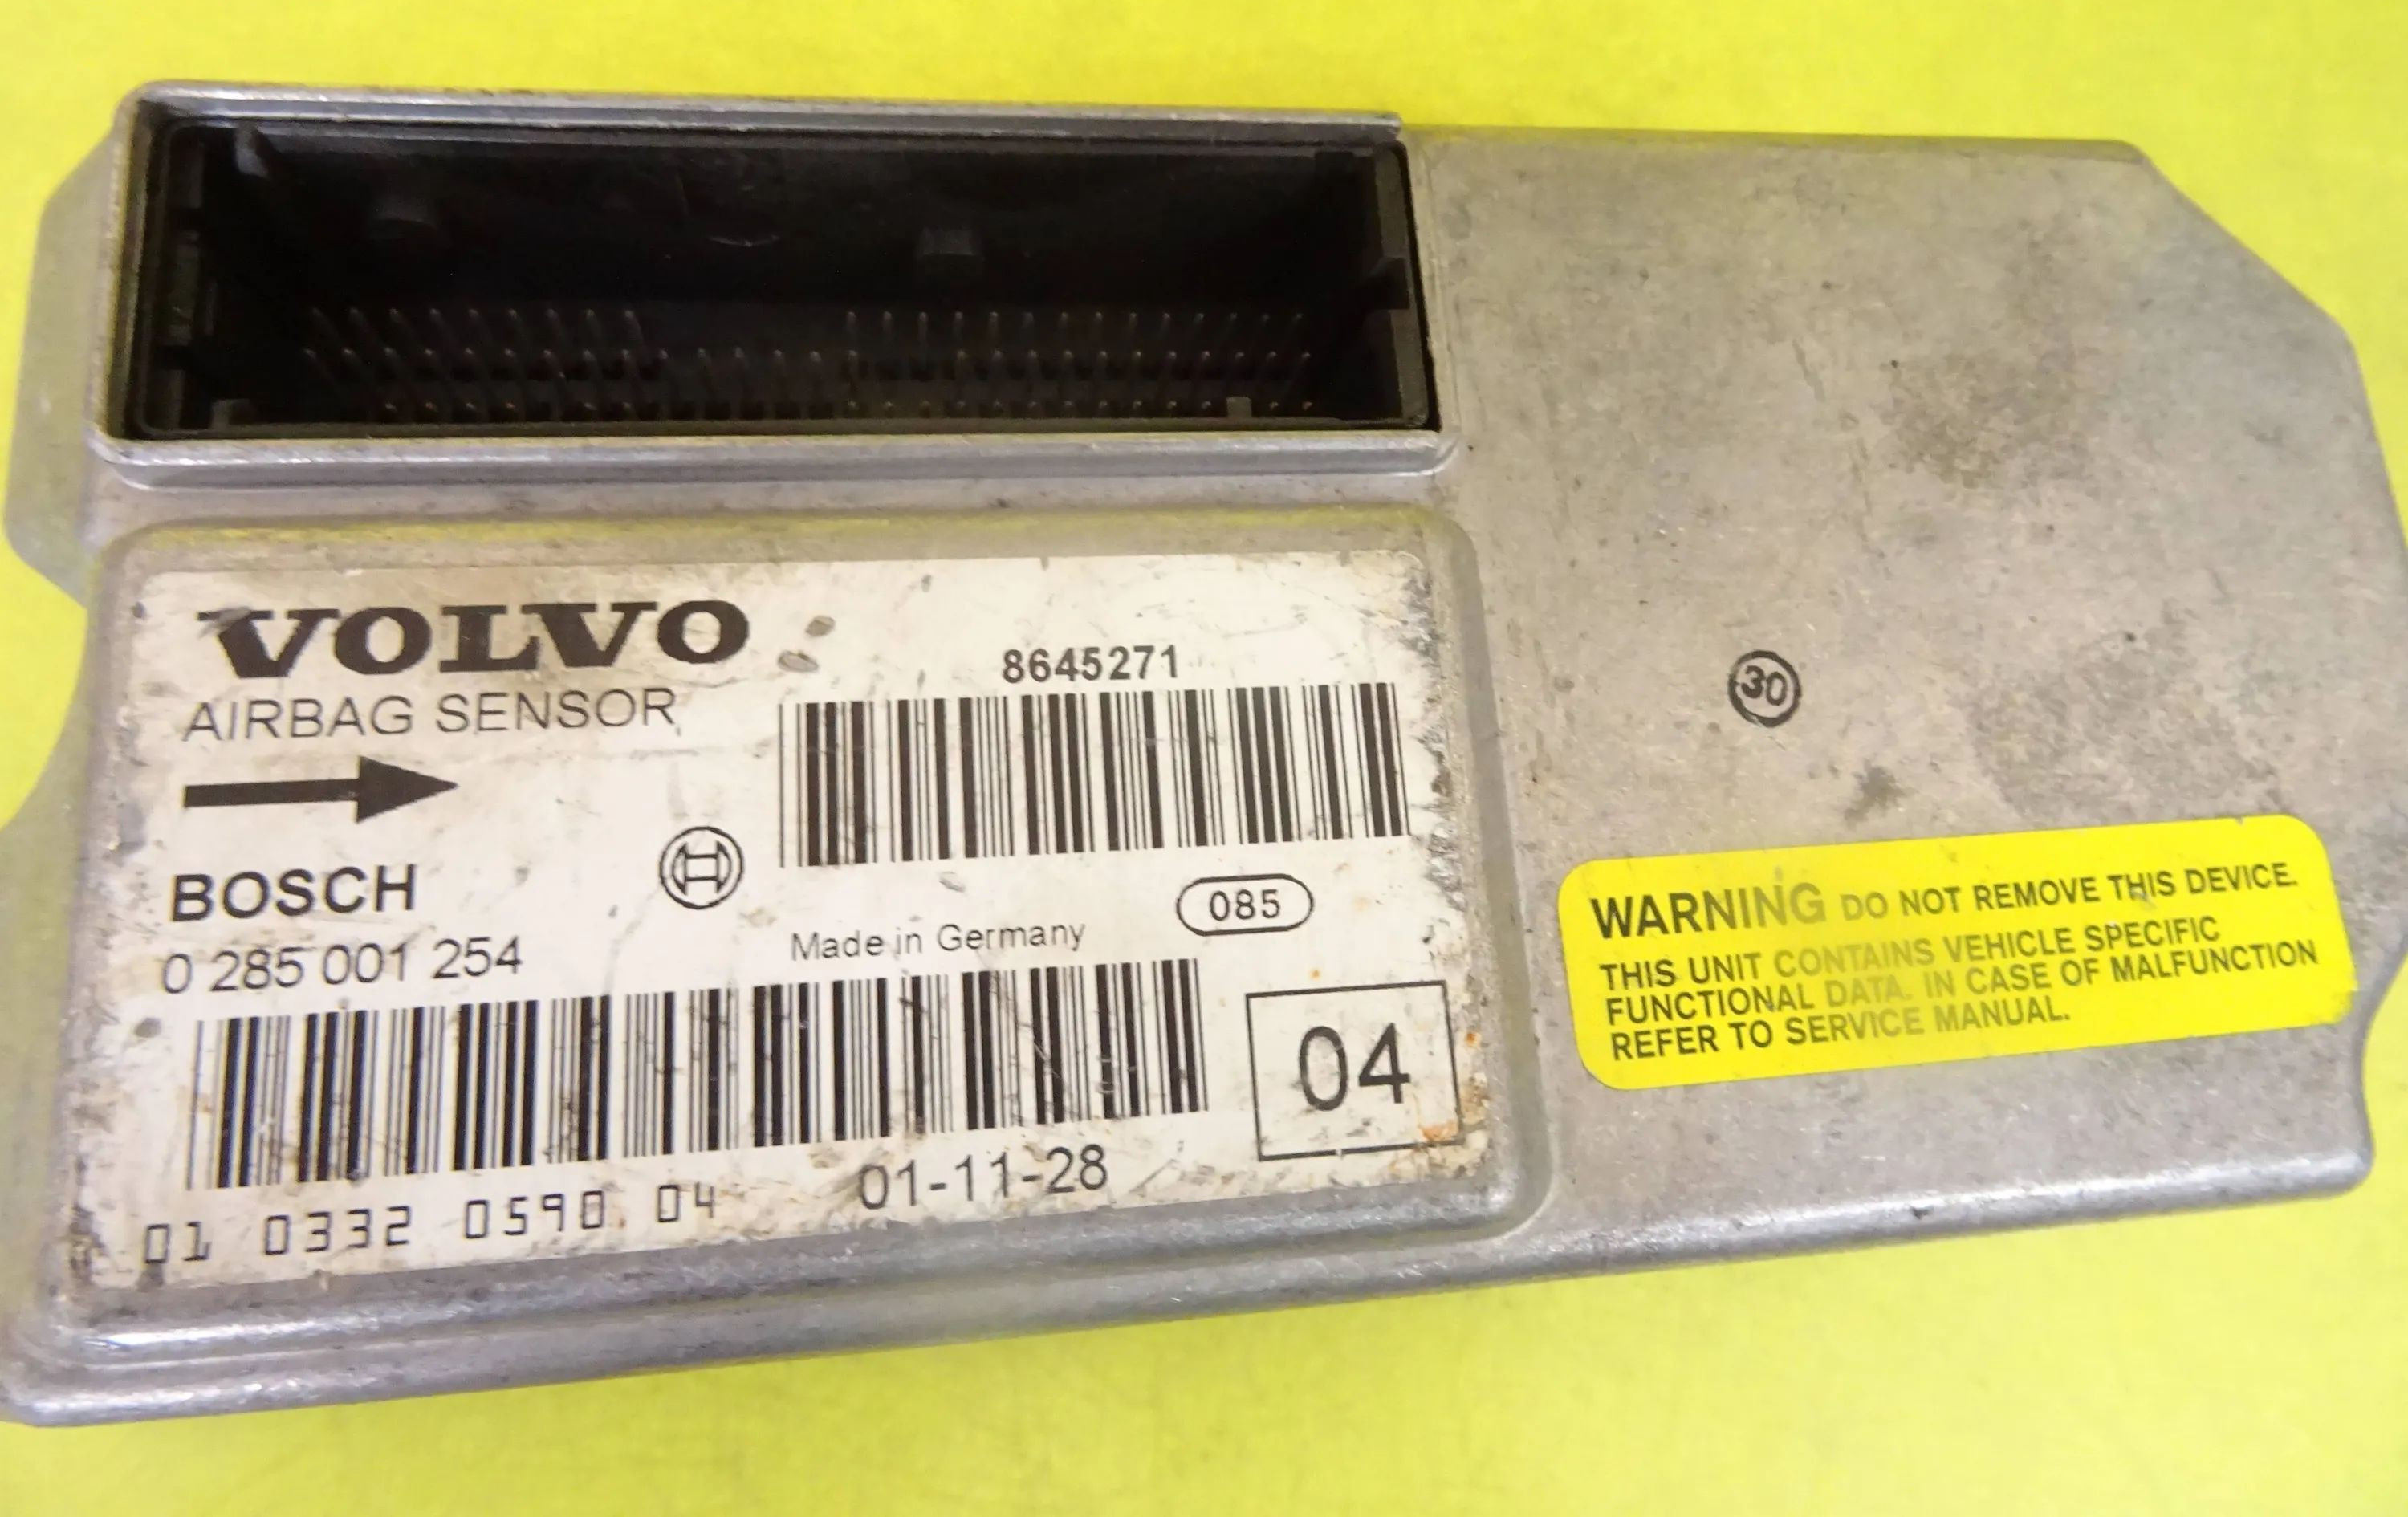 VOLVO
AIRBAG SENSOR
8645271
BOSCH
0 285 001 254
085
Made in Germany
04
01 0332 0590 04
01-11-28
30
WARNING DO NOT REMOVE THIS DEVICE.
THIS UNIT CONTAINS VEHICLE SPECIFIC
FUNCTIONAL DATA. IN CASE OF MALFUNCTION
REFER TO SERVICE MANUAL.